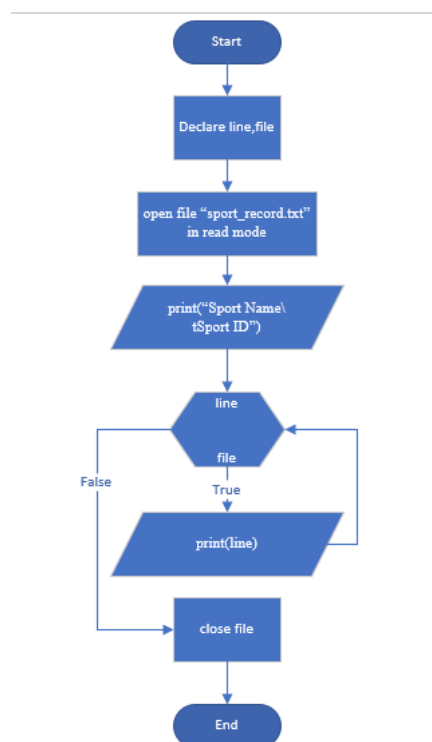 Start
Declare line,file
open file “sport_record.txt”
in read mode
print(“Sport Name\
tSport ID”)
line
file
False
True
print(line)
close file
End